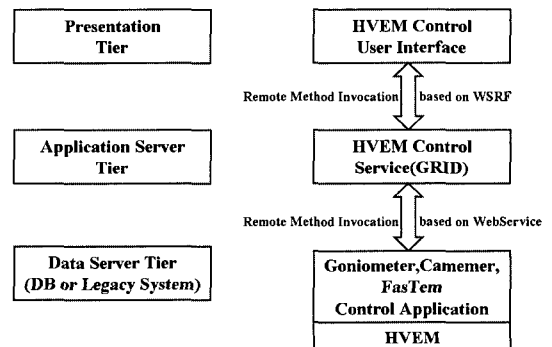 Presentation
Tier
HVEM Control
User Interface
Remote Method Invocation based on WSRF
Application Server
Tier
HVEM Control
Service(GRID)
Remote Method Invocation based on WebService
Data Server Tier
(DB or Legacy System)
Goniometer,Camemer,
FasTem
Control Application
HVEM